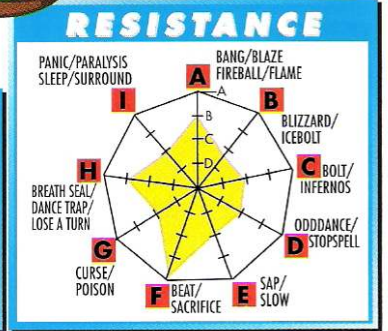 RESISTANCE
PANIC/PARALYSIS
SLEEP/SURROUND
I
A
BANG/BLAZE
FIREBALL/FLAME
A
B
C
D
B
BLIZZARD/
ICEBOLT
C
BOLT/
INFERNOS
H
BREATH SEAL/
DANCE TRAP/
LOSE A TURN
D
ODDDANCE/
STOPSPELL
G
CURSE/
POISON
F
BEAT/
SACRIFICE
E
SAP/
SLOW